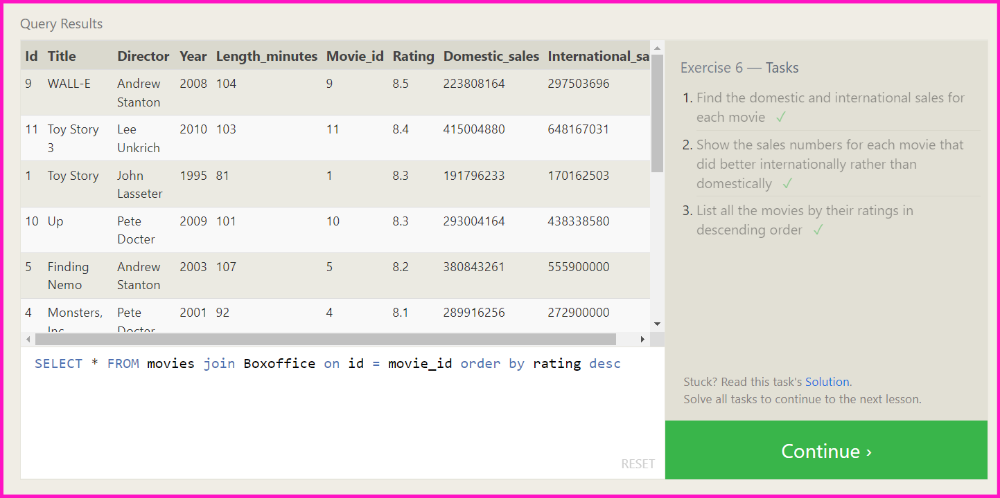 Query Results
Id Title Director Year Length_minutes Movie_id Rating Domestic_sales International_sa
9 WALL-E Andrew 2008 104 9 8.5 223808164 297503696
Stanton
11 Toy Story Lee 2010 103 11 8.4 415004880 648167031
3 Unkrich
1 Toy Story John 1995 81 1 8.3 191796233 170162503
Lasseter
10 Up Pete 2009 101 10 8.3 293004164 438338580
Docter
5 Finding Andrew 2003 107 5 8.2 380843261 555900000
Nemo Stanton
4 Monsters, Pete 2001 92 4 8.1 289916256 272900000
Inc. Docter
SELECT * FROM movies join Boxoffice on id = movie_id order by rating desc
RESET
Exercise 6 — Tasks
1. Find the domestic and international sales for
each movie ✓
2. Show the sales numbers for each movie that
did better internationally rather than
domestically ✓
3. List all the movies by their ratings in
descending order ✓
Stuck? Read this task's Solution.
Solve all tasks to continue to the next lesson.
Continue ›